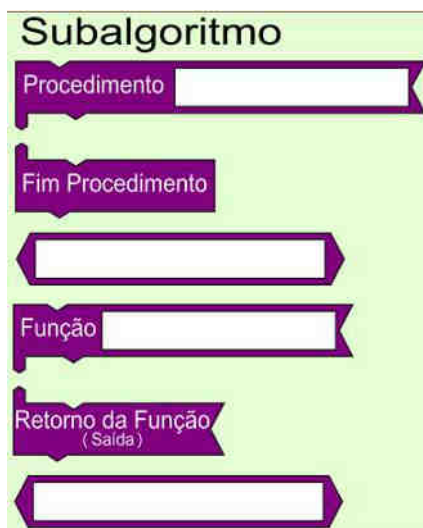 Subalgoritmo
Procedimento
Fim Procedimento
Função
Retorno da Função
(Saída)